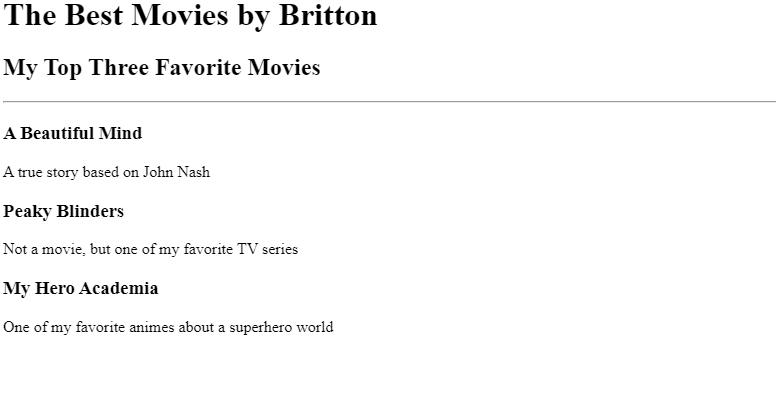 The Best Movies by Britton
My Top Three Favorite Movies
A Beautiful Mind
A true story based on John Nash
Peaky Blinders
Not a movie, but one of my favorite TV series
My Hero Academia
One of my favorite animes about a superhero world